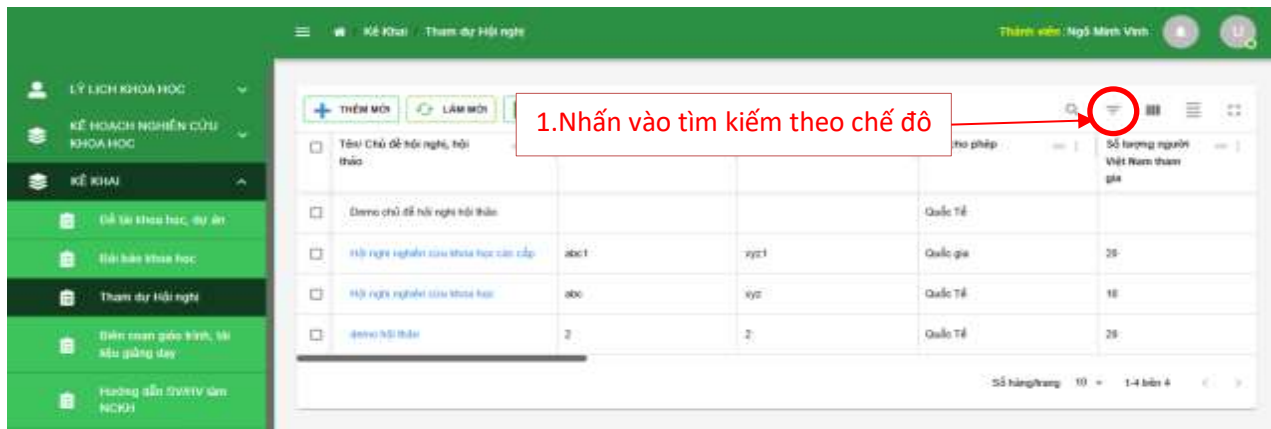 Kê Khai / Tham dự Hội nghị
Thành viên: Ngô Minh Vinh
U
LÝ LỊCH KHOA HỌC
KẾ HOẠCH NGHIÊN CỨU
KHOA HỌC
KÊ KHAI
Đề tài khoa học, dự án
Bài báo khoa học
Tham dự Hội nghị
Biên soạn giáo trình, tài
liệu giảng dạy
Hướng dẫn SV/HV làm
NCKH
THÊM MỚI
LÀM MỚI
1.Nhấn vào tìm kiếm theo chế đô
Tên/ Chủ đề hội nghị, hội
thảo
cho phép
Số lượng người
Việt Nam tham
gia
Demo chủ đề hội nghị hội thảo
Quốc Tế
Hội nghị nghiên cứu khoa học các cấp
abc1
xyz1
Quốc gia
20
Hội nghị nghiên cứu khoa học
abc
xyz
Quốc Tế
10
demo hội thảo
2
2
Quốc Tế
20
Số hàng/trang
10
1-4 bên 4